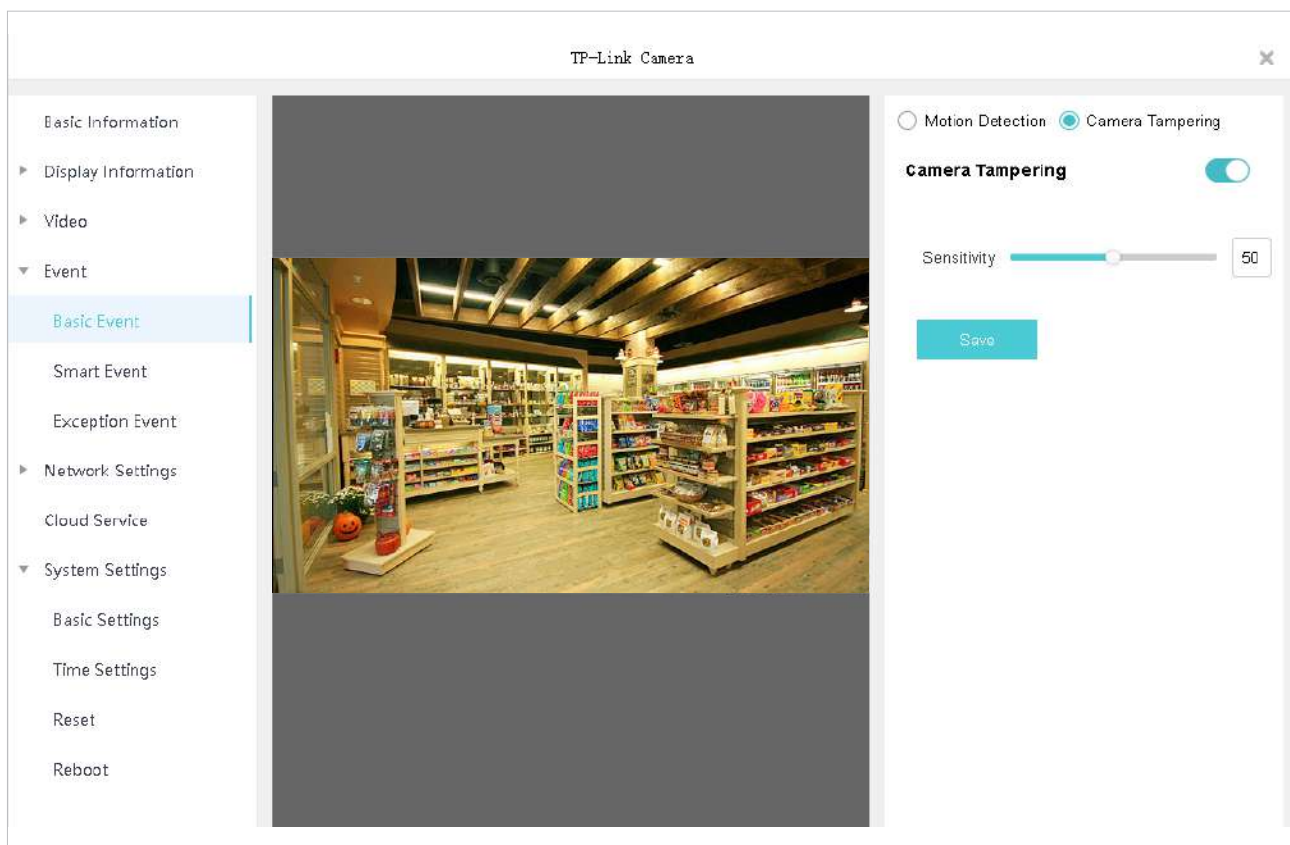 TP-Link Camera
Basic Information
Display Information
Video
Event
Basic Event
Smart Event
Exception Event
Network Settings
Cloud Service
System Settings
Basic Settings
Time Settings
Reset
Reboot
Motion Detection Camera Tampering
Camera Tampering
Sensitivity 50
Save